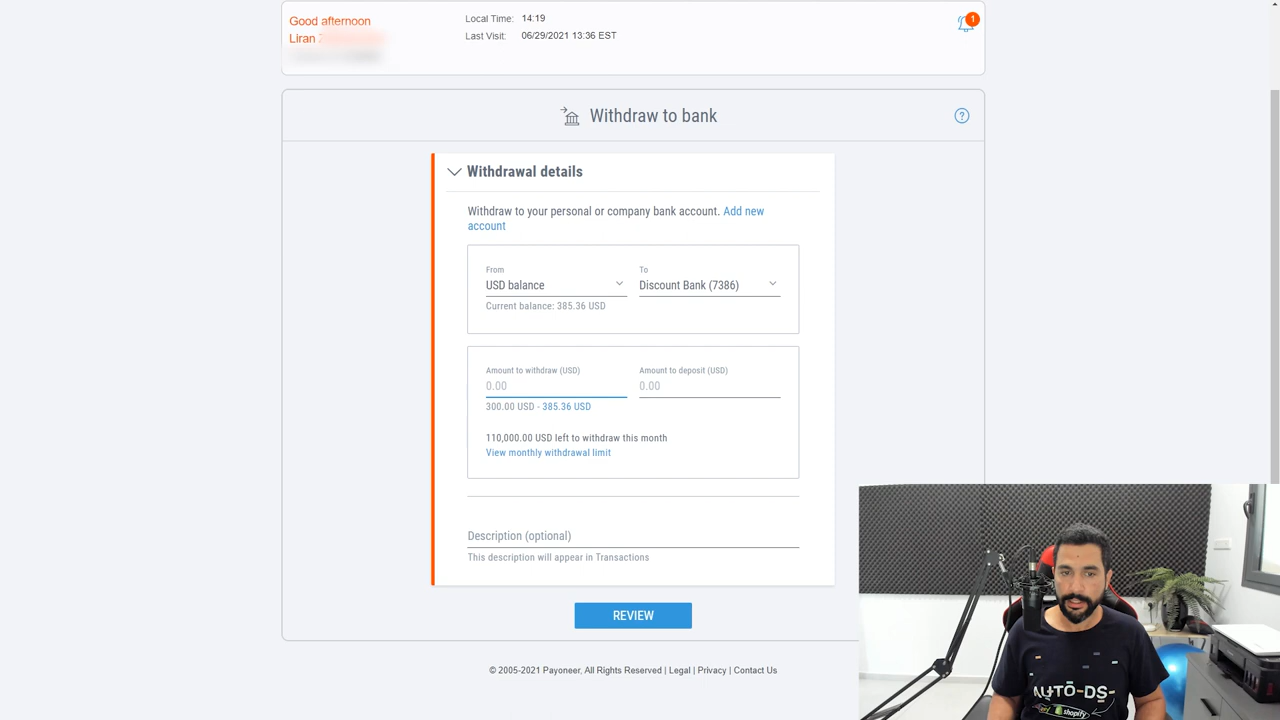 Good afternoon
Liran
Local Time: 14:19
Last Visit: 06/29/2021 13:36 EST
1
Withdraw to bank
?
Withdrawal details
Withdraw to your personal or company bank account. Add new
account
From
USD balance
Current balance: 385.36 USD
To
Discount Bank (7386)
Amount to withdraw (USD)
0.00
300.00 USD - 385.36 USD
Amount to deposit (USD)
0.00
110,000.00 USD left to withdraw this month
View monthly withdrawal limit
Description (optional)
This description will appear in Transactions
REVIEW
© 2005-2021 Payoneer, All Rights Reserved | Legal | Privacy | Contact Us
AUTO-DS
shopify